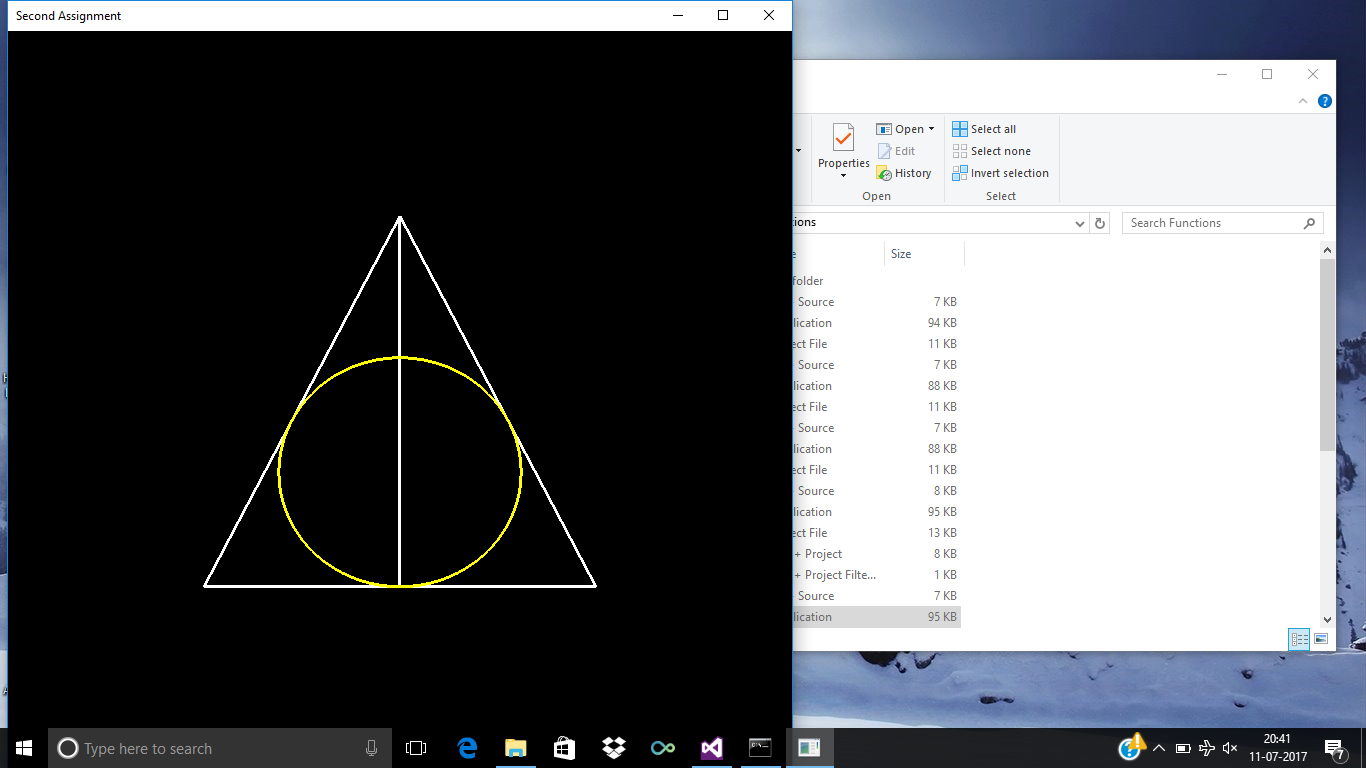 Second Assignment
Open
Select all
Edit
Select none
Properties
History
Invert selection
Open
Select
ions
Search Functions
e
Size
folder
Source 7 KB
lication 94 KB
ect File 11 KB
Source 7 KB
lication 88 KB
ect File 11 KB
Source 7 KB
lication 88 KB
ect File 11 KB
Source 8 KB
lication 95 KB
ect File 13 KB
+ Project 8 KB
+ Project Filte... 1 KB
Source 7 KB
lication 95 KB
Type here to search
20:41
11-07-2017
7